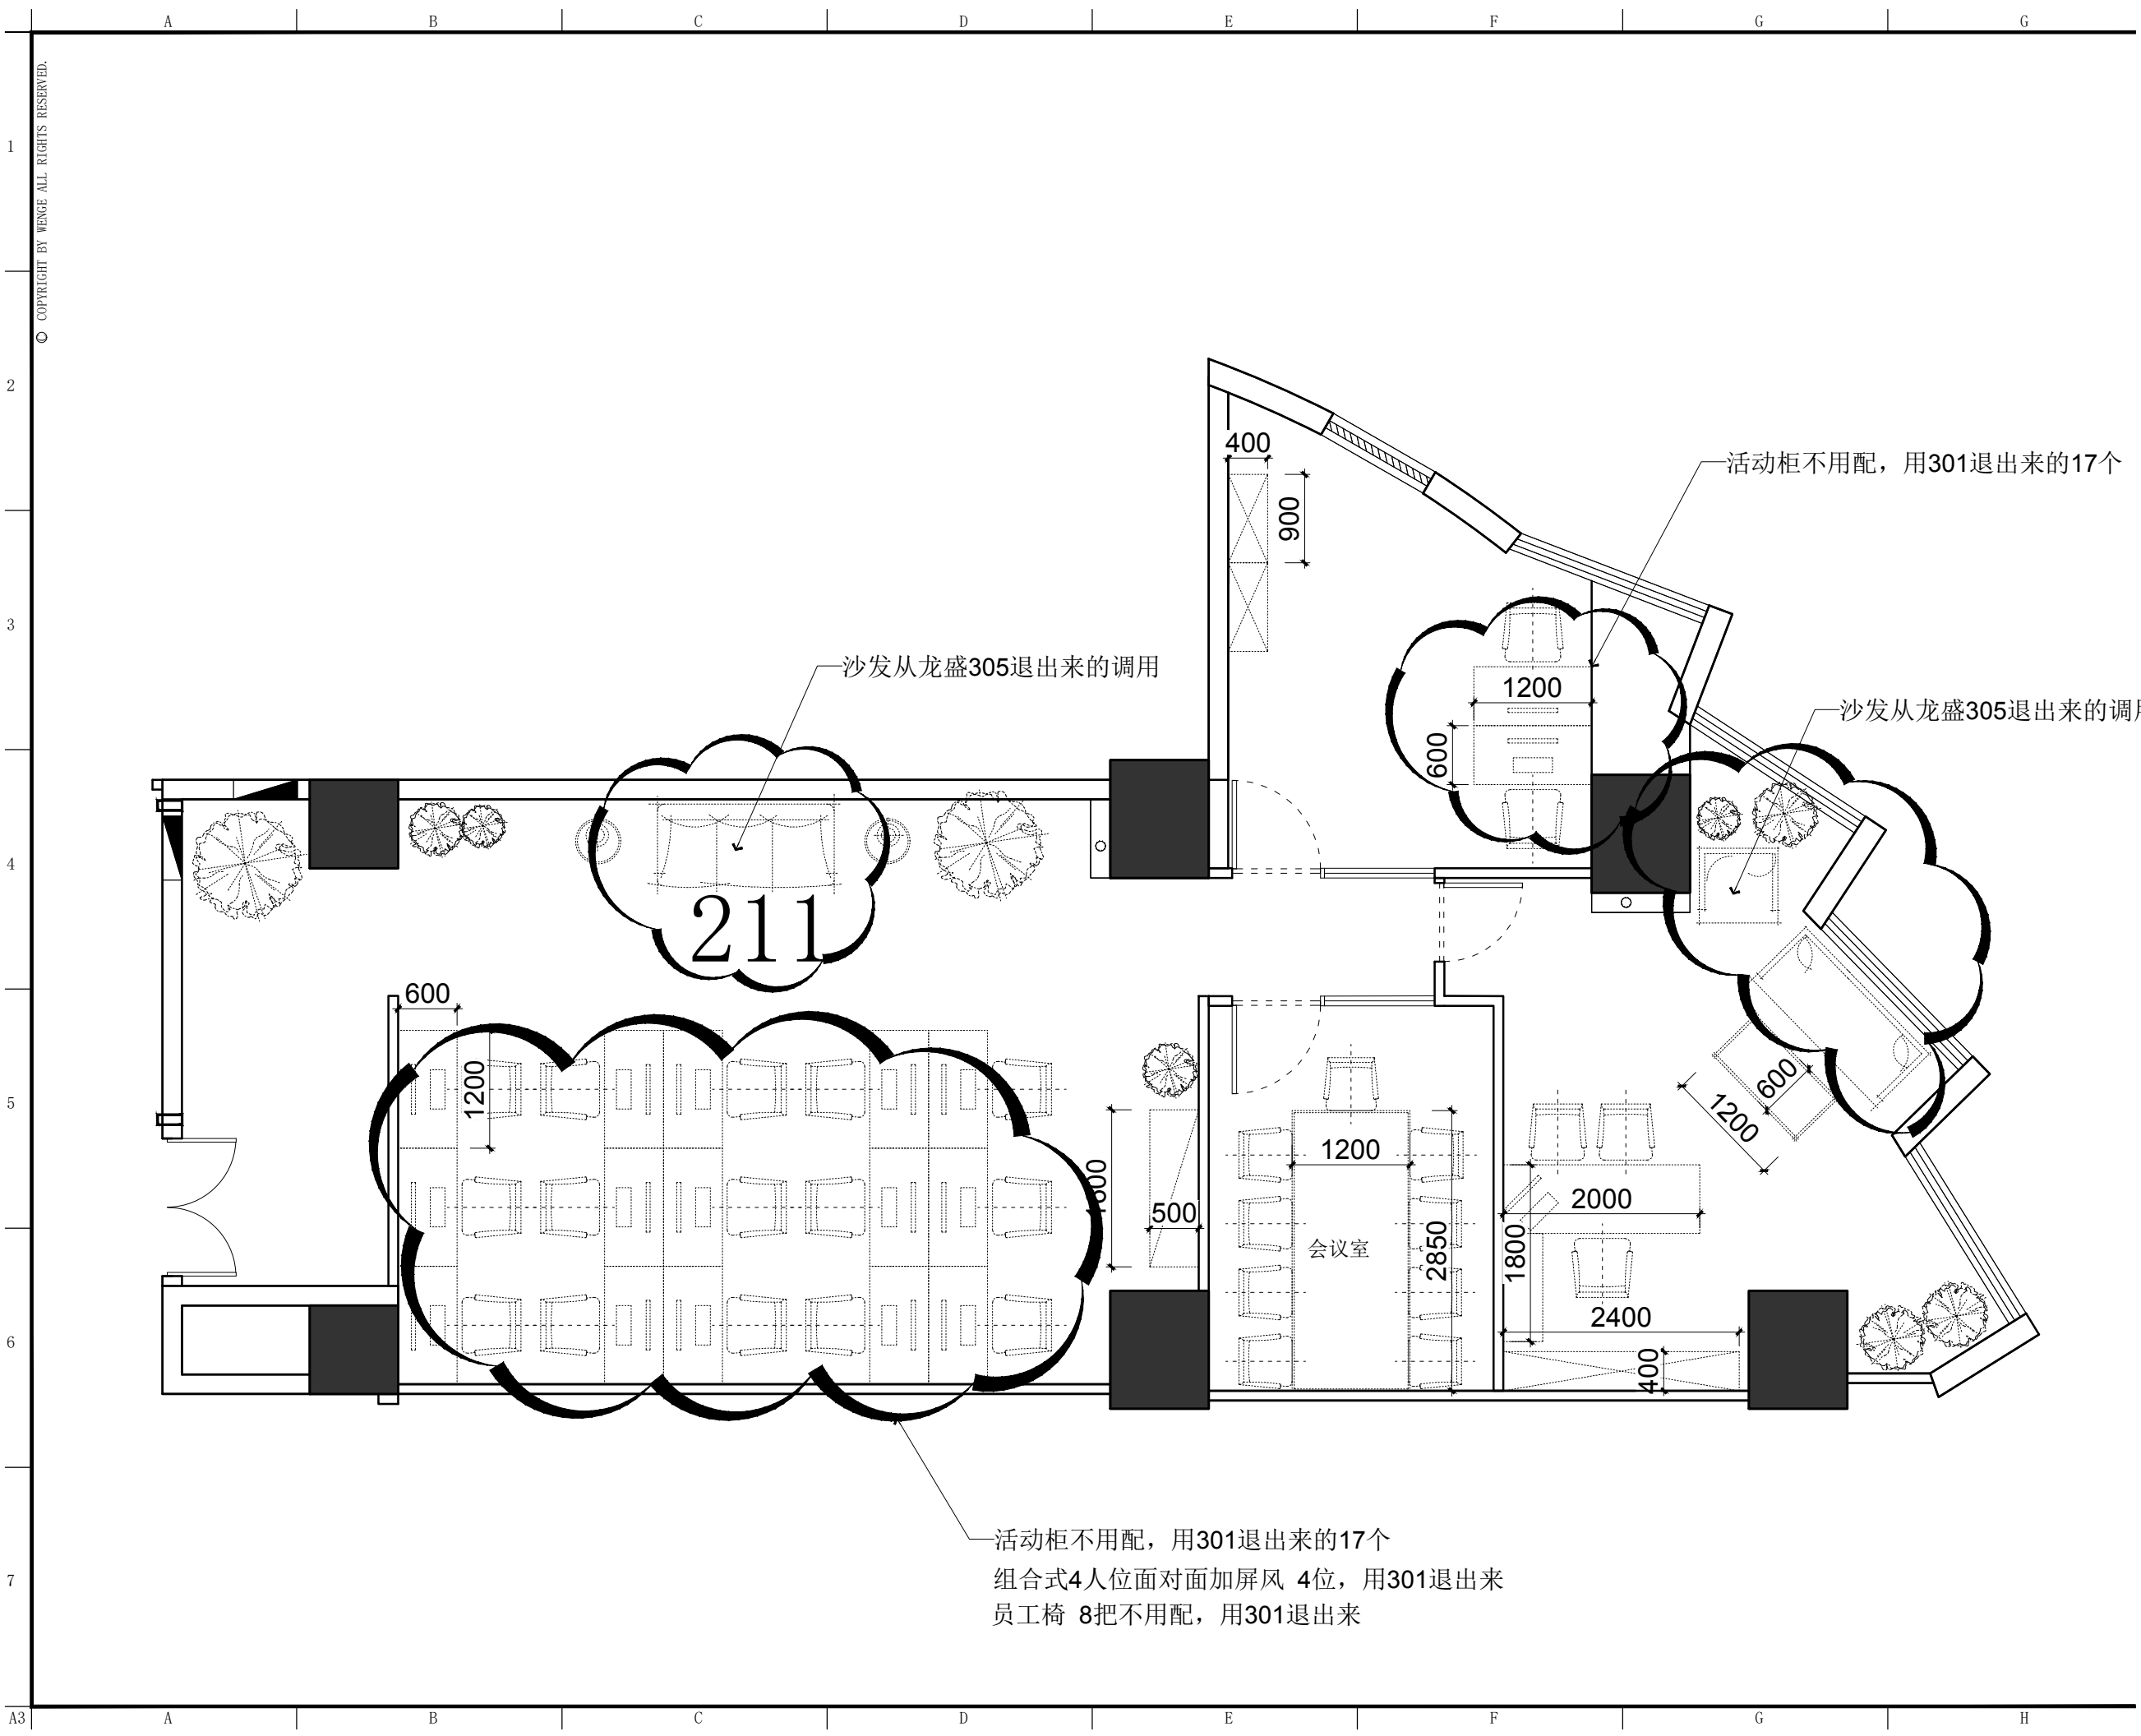 A B C D E F G G
© COPYRIGHT BY WENGE ALL RIGHTS RESERVED.
1
2
3
4
5
6
7
A3
400
900
活动柜不用配，用301退出来的17个
沙发从龙盛305退出来的调用
1200
600
沙发从龙盛305退出来的调
211
600
1200
600
1200
500
1200
会议室
2850
2000
1800
2400
400
活动柜不用配，用301退出来的17个
组合式4人位面对面加屏风 4位，用301退出来
员工椅 8把不用配，用301退出来
A B C D E F G H